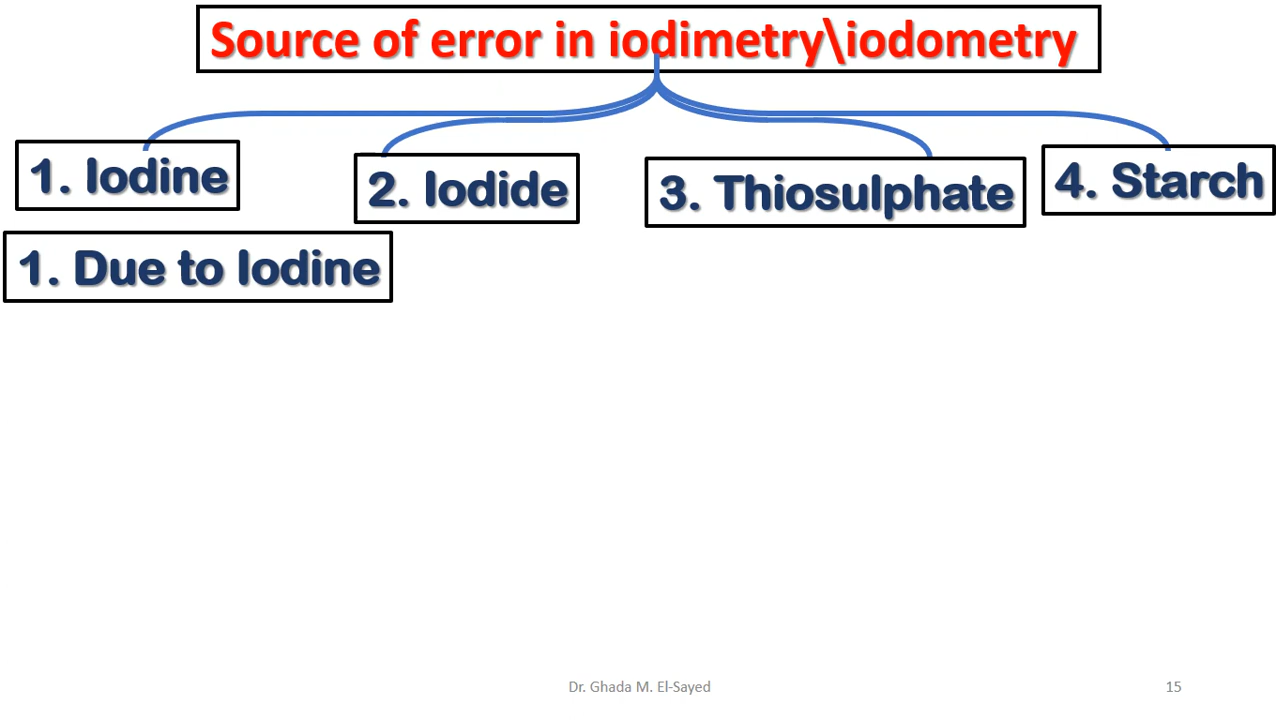 Source of error in iodimetry\iodometry
1. Iodine
2. Iodide
3. Thiosulphate
4. Starch
1. Due to Iodine
Dr. Ghada M. El-Sayed
15